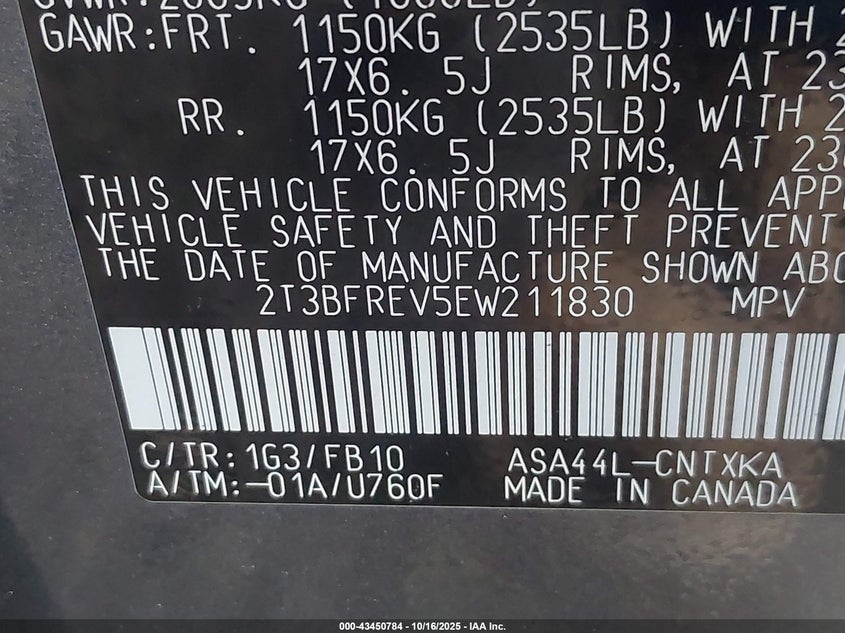 GAWR:FRT. 1150KG (2535LB) WITH
17X6. 5J RIMS, AT
RR. 1150KG (2535LB) WITH
17X6. 5J RIMS, AT
THIS VEHICLE CONFORMS TO ALL
VEHICLE SAFETY AND THEFT PREVENT
THE DATE OF MANUFACTURE SHOWN
2T3BFREV5EW211830 MPV
C/TR: 1G3/FB10 ASA44L-CNTXKA
A/TM:-01A/U760F MADE IN CANADA
000-43450784 - 10/16/2025 - IAA Inc.